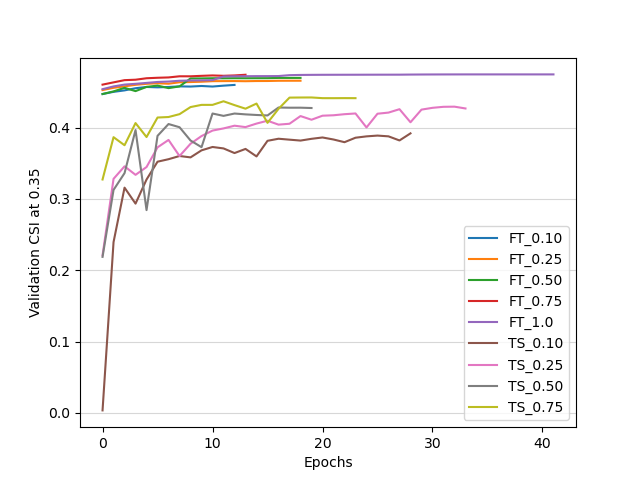 Validation CSI at 0.35
0.4
0.3
0.2
0.1
0.0
0 10 20 30 40
Epochs
FT_0.10
FT_0.25
FT_0.50
FT_0.75
FT_1.0
TS_0.10
TS_0.25
TS_0.50
TS_0.75